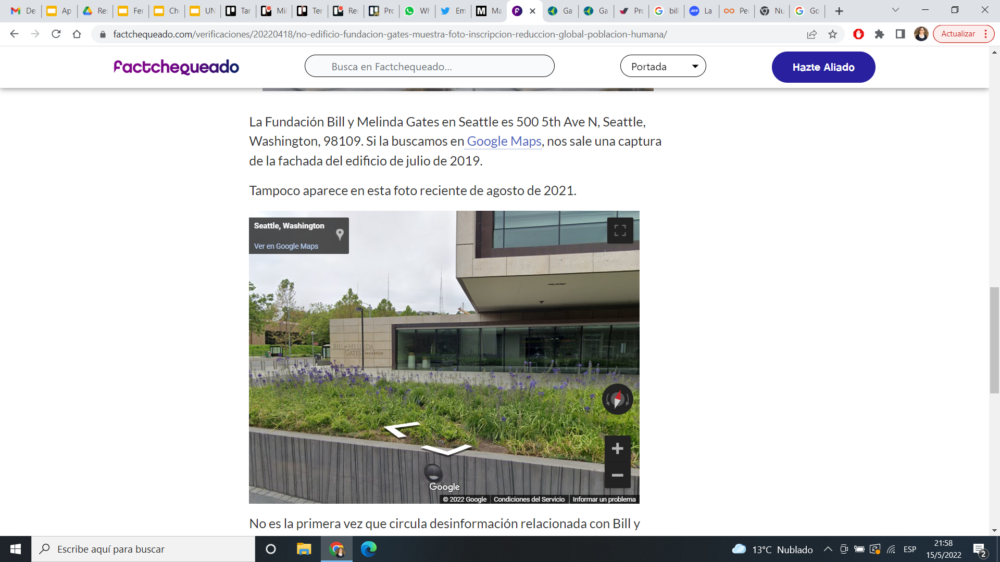 De
Ap
Res
Fer
Ch
UN
Tar
Mi
Ter
Reu
Pro
Wh
Em
Ma
Ga
Ga
Pro
bill
La
Per
Nu
Go
factchequeado.com/verificaciones/20220418/no-edificio-fundacion-gates-muestra-foto-inscripcion-reduccion-global-poblacion-humana/
Actualizar
factchequeado
Busca en Factchequeado...
Portada
Hazte Aliado
La Fundación Bill y Melinda Gates en Seattle es 500 5th Ave N, Seattle,
Washington, 98109. Si la buscamos en Google Maps, nos sale una captura
de la fachada del edificio de julio de 2019.
Tampoco aparece en esta foto reciente de agosto de 2021.
Seattle, Washington
Ver en Google Maps
BILL & MELINDA
GATES foundation
Google
© 2022 Google
Condiciones del Servicio
Informar un problema
No es la primera vez que circula desinformación relacionada con Bill y
Escribe aquí para buscar
13°C Nublado
ESP
21:58
15/5/2022
2